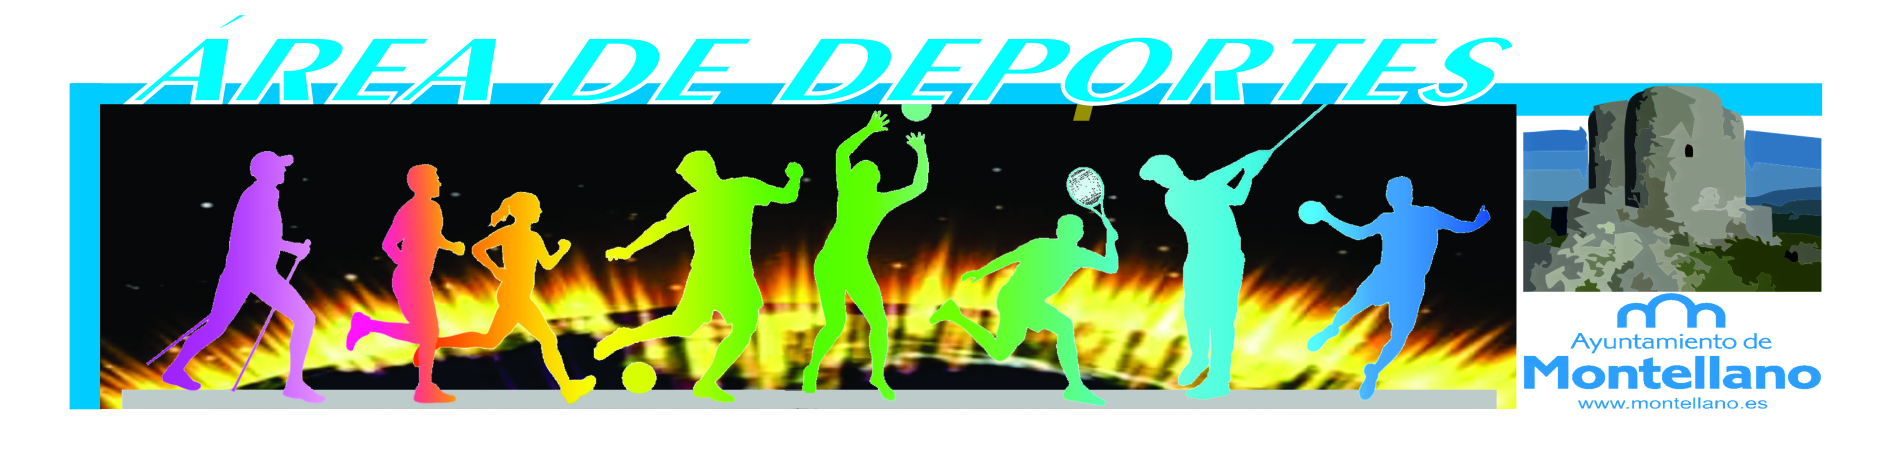 ÁREA DE DEPORTES
Ayuntamiento de
Montellano
www.montellano.es